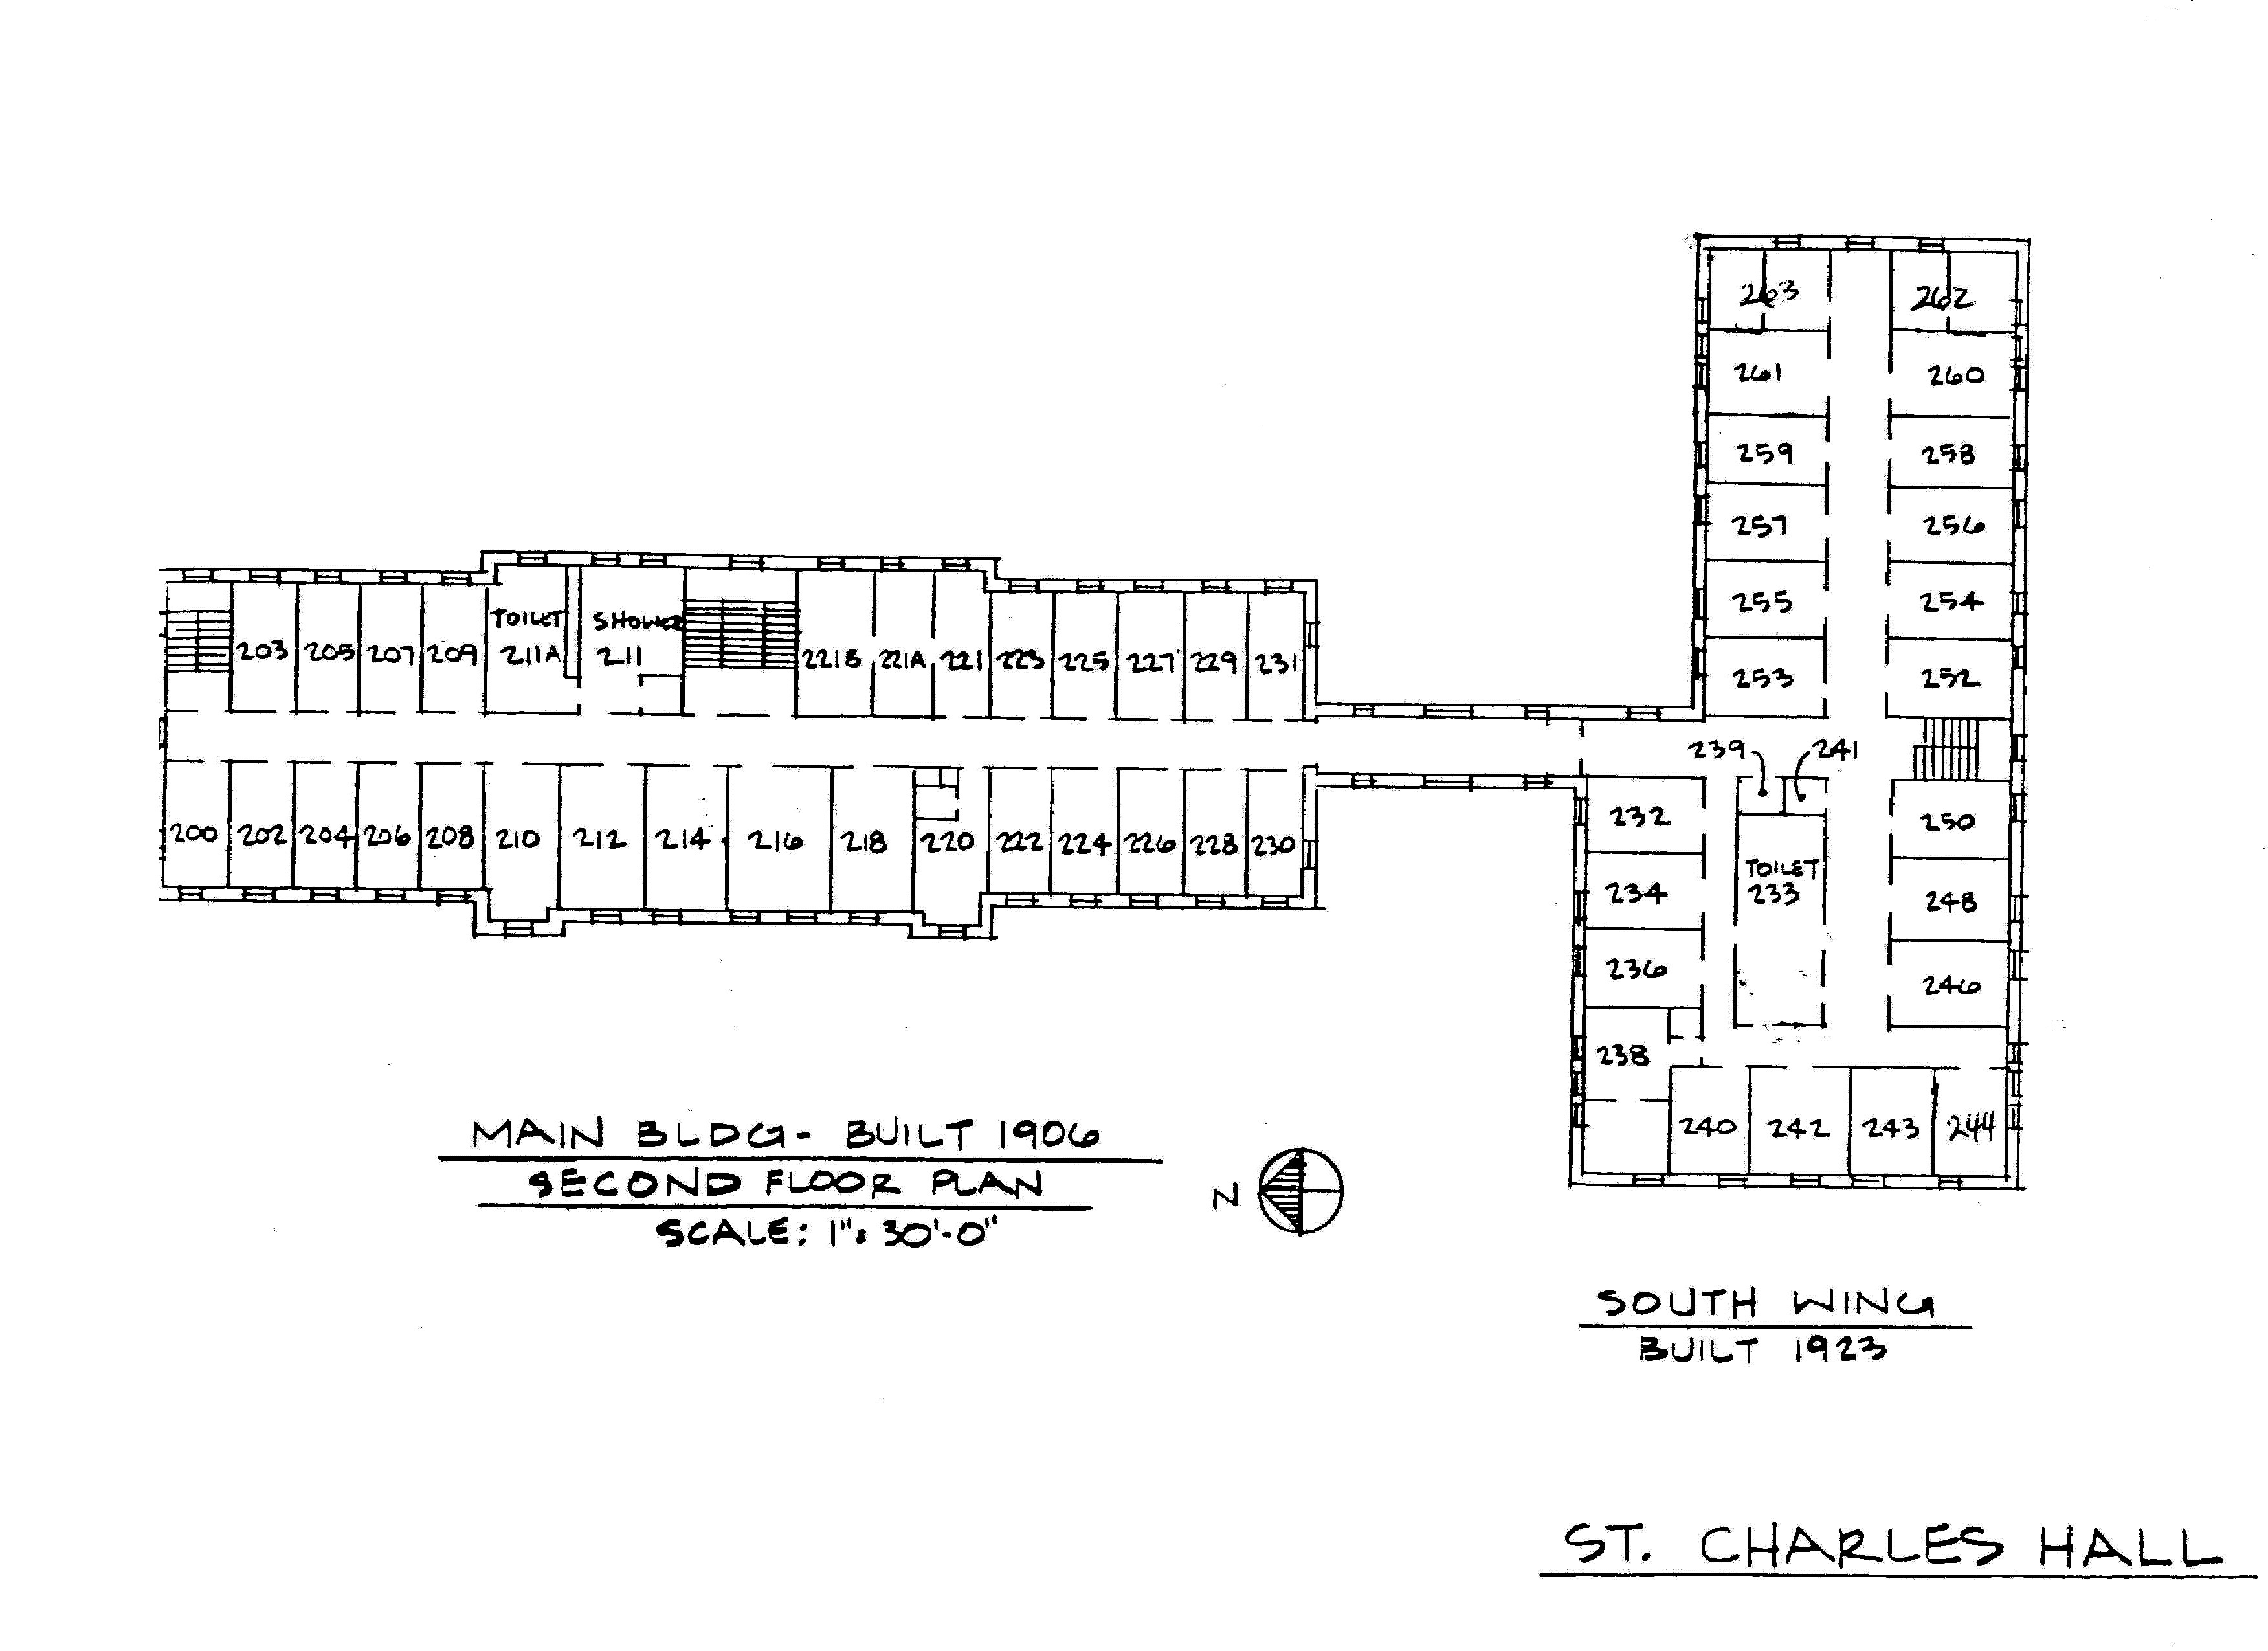 263 262
261 260
259 258
257 256
255 254
253 252
TOILET SHOWER
203 205 207 209 211A 211 221B 221A 221 223 225 227 229 231
239 241
200 202 204 206 208 210 212 214 216 218 220 222 224 226 228 230
232 250
TOILET
234 233 248
236 246
238
240 242 243 244
MAIN BLDG- BUILT 1906
SECOND FLOOR PLAN
SCALE: 1": 30'-0"
N
SOUTH WING
BUILT 1923
ST. CHARLES HALL